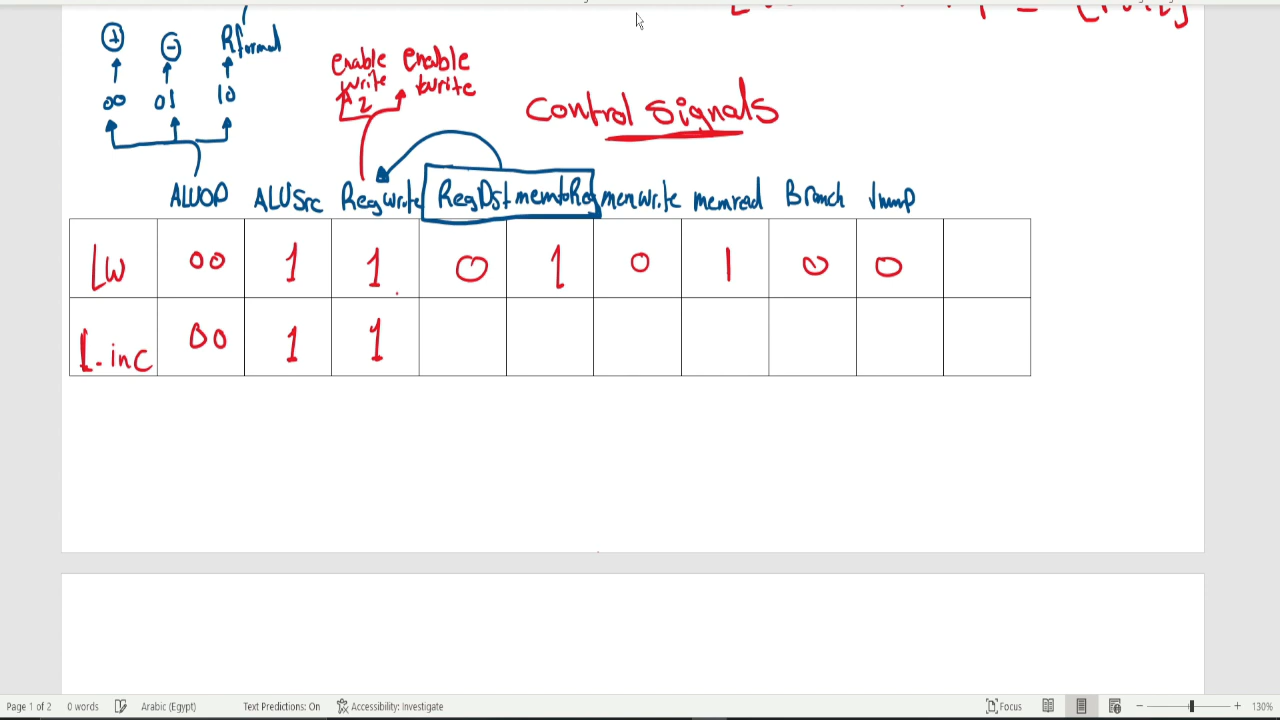 + - Rformal
00 01 10
enable write 2
enable write
Control signals
ALUOP ALUSrc Regwrite RegDst memtoReg memwrite memread Branch Jump
LW 00 1 1 0 1 0 1 0 0
l.inc 00 1 1
Page 1 of 2 0 words Arabic (Egypt) Text Predictions: On Accessibility: Investigate Focus 130%